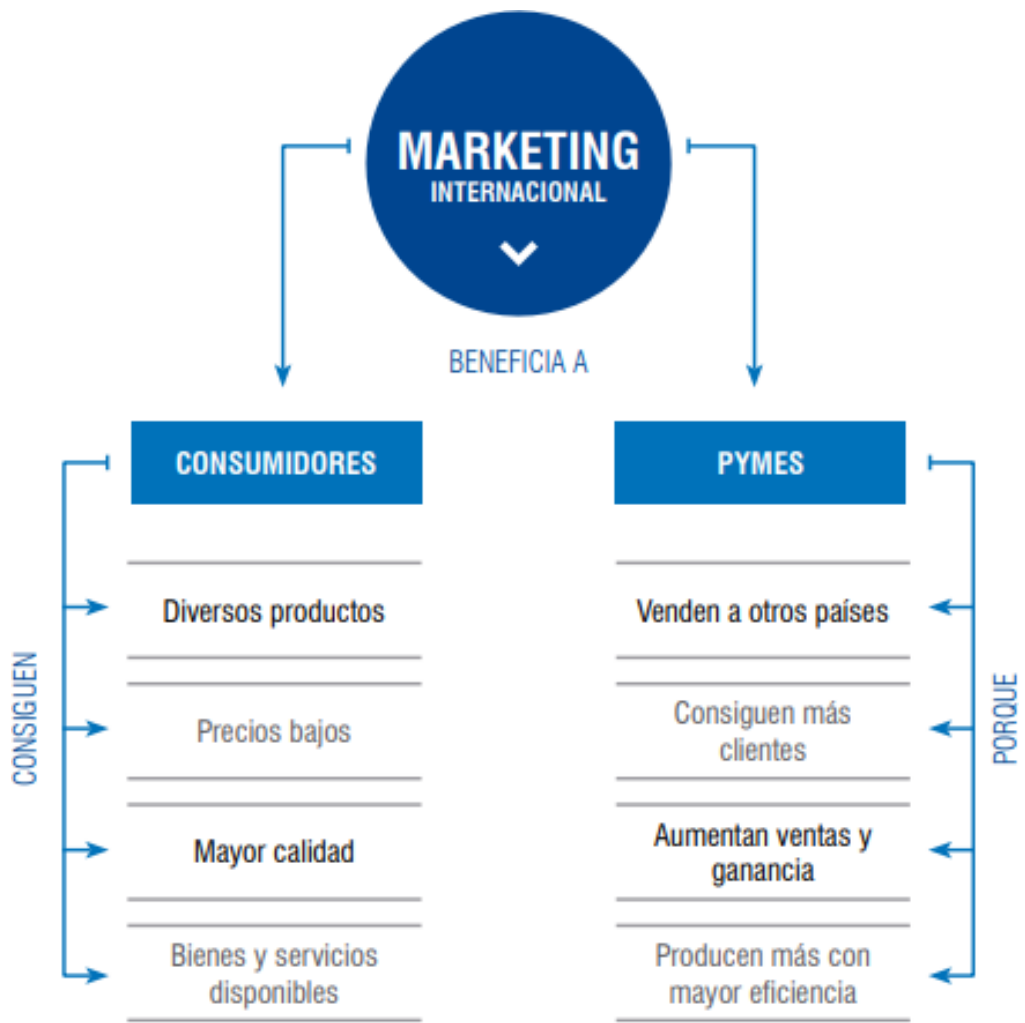 MARKETING
INTERNACIONAL
BENEFICIA A
CONSUMIDORES
CONSIGUEN
Diversos productos
Precios bajos
Mayor calidad
Bienes y servicios
disponibles
PYMES
PORQUE
Venden a otros países
Consiguen más
clientes
Aumentan ventas y
ganancia
Producen más con
mayor eficiencia